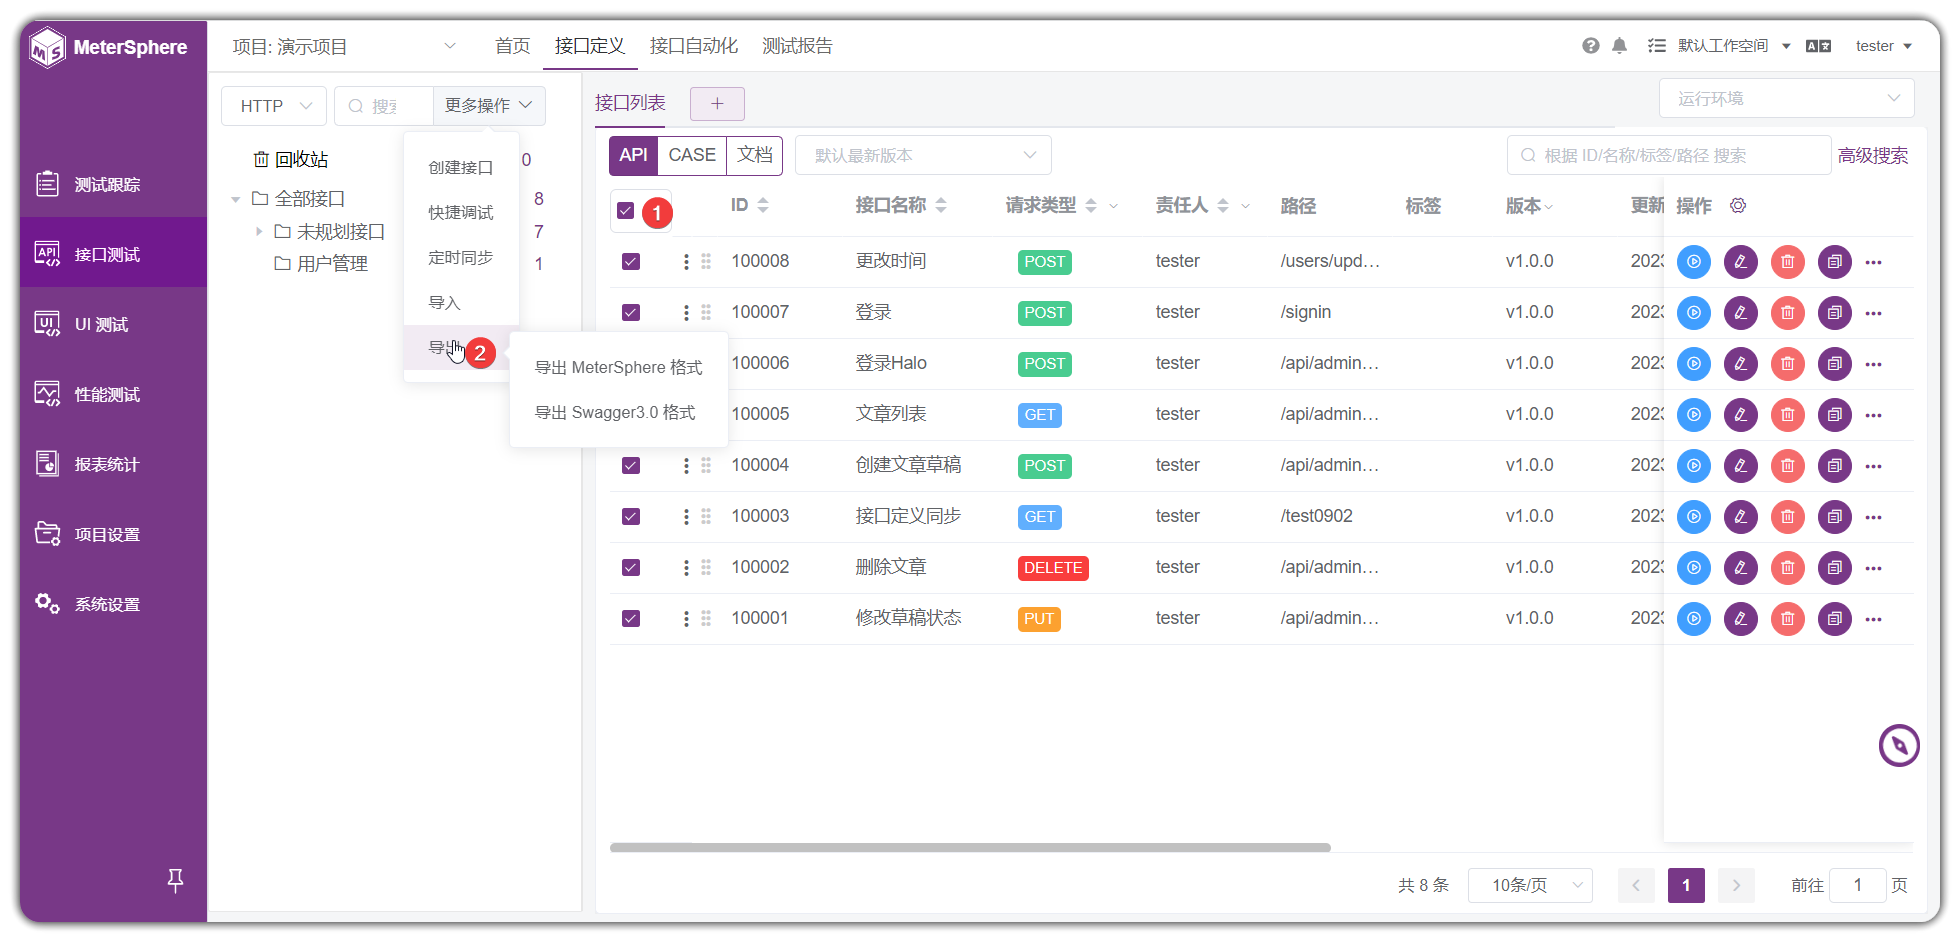 MeterSphere
项目: 演示项目
首页
接口定义
接口自动化
测试报告
默认工作空间
tester
测试跟踪
接口测试
UI 测试
性能测试
报表统计
项目设置
系统设置
HTTP
更多操作
回收站 0
全部接口 8
未规划接口 7
用户管理 1
创建接口
快捷调试
定时同步
导入
2
导出 MeterSphere 格式
导出 Swagger3.0 格式
接口列表
+
运行环境
API CASE 文档
默认最新版本
根据 ID/名称/标签/路径 搜索
高级搜索
1 ID 接口名称 请求类型 责任人 路径 标签 版本 更新 操作
100008 更改时间 POST tester /users/upd... v1.0.0 2023
100007 登录 POST tester /signin v1.0.0 2023
100006 登录Halo POST tester /api/admin... v1.0.0 2023
100005 文章列表 GET tester /api/admin... v1.0.0 2023
100004 创建文章草稿 POST tester /api/admin... v1.0.0 2023
100003 接口定义同步 GET tester /test0902 v1.0.0 2023
100002 删除文章 DELETE tester /api/admin... v1.0.0 2023
100001 修改草稿状态 PUT tester /api/admin... v1.0.0 2023
共 8 条 10条/页 1 前往 1 页